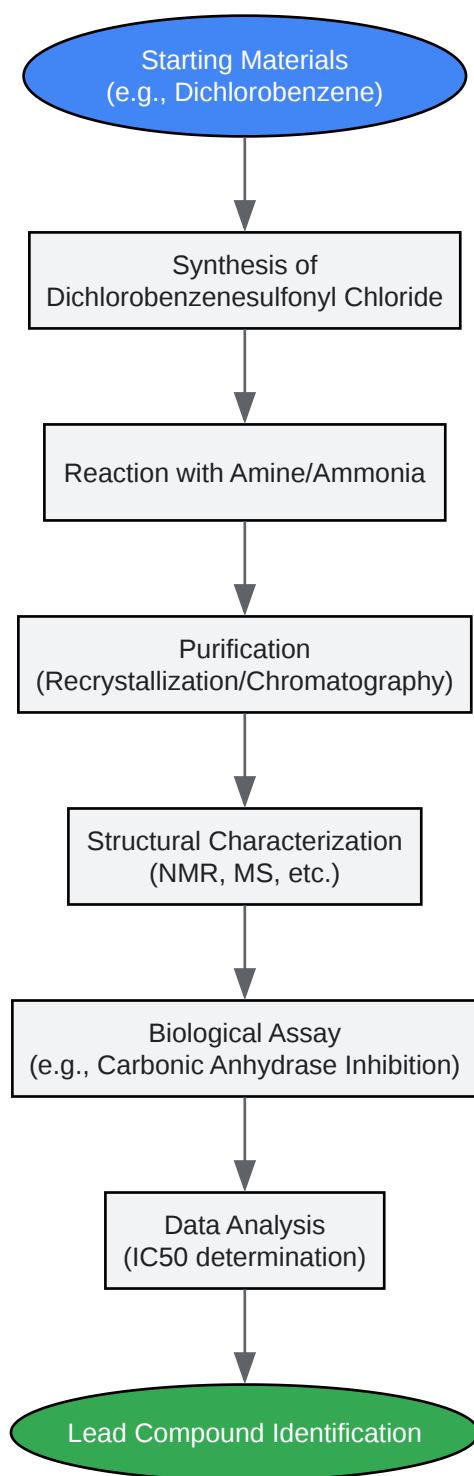 Starting Materials
(e.g., Dichlorobenzene)
Synthesis of
Dichlorobenzenesulfonyl Chloride
Reaction with Amine/Ammonia
Purification
(Recrystallization/Chromatography)
Structural Characterization
(NMR, MS, etc.)
Biological Assay
(e.g., Carbonic Anhydrase Inhibition)
Data Analysis
(IC50 determination)
Lead Compound Identification